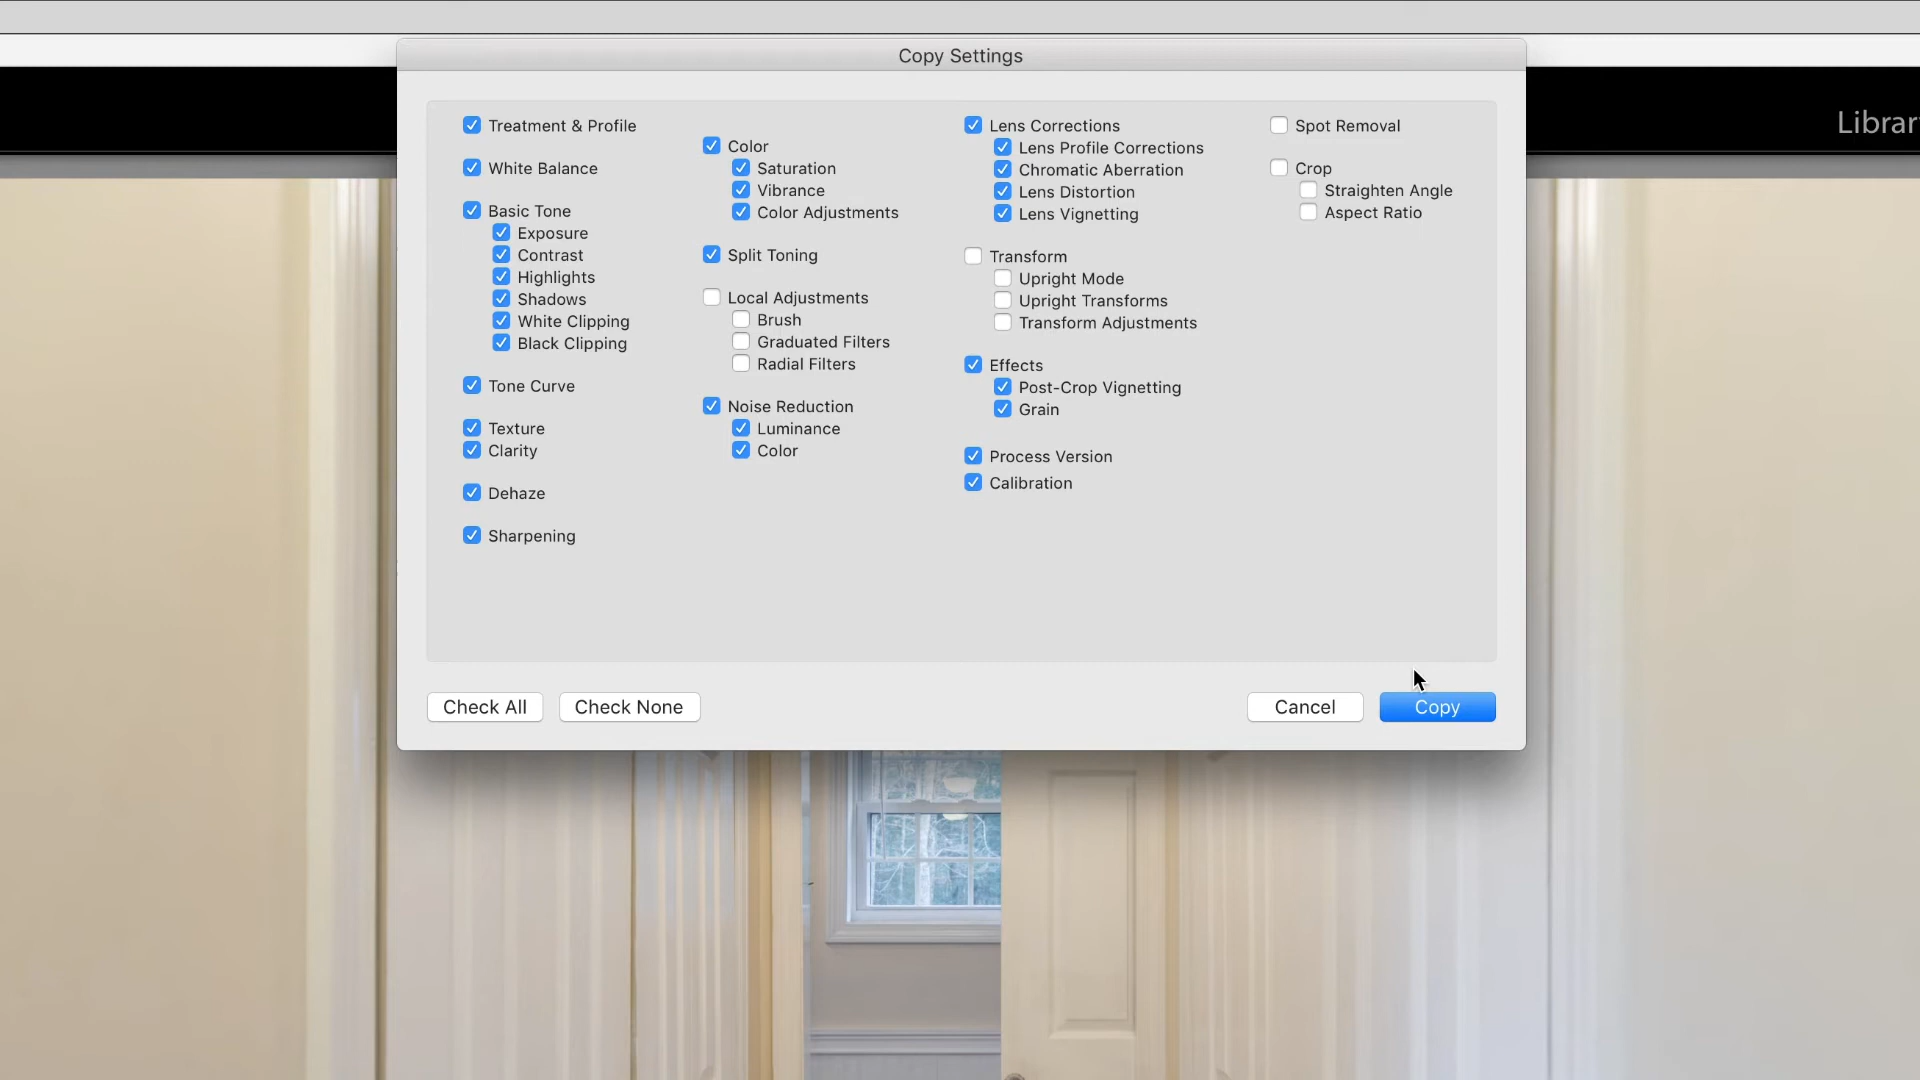 Copy Settings
Librar
Treatment & Profile
White Balance
Basic Tone
Exposure
Contrast
Highlights
Shadows
White Clipping
Black Clipping
Tone Curve
Texture
Clarity
Dehaze
Sharpening
Color
Saturation
Vibrance
Color Adjustments
Split Toning
Local Adjustments
Brush
Graduated Filters
Radial Filters
Noise Reduction
Luminance
Color
Lens Corrections
Lens Profile Corrections
Chromatic Aberration
Lens Distortion
Lens Vignetting
Transform
Upright Mode
Upright Transforms
Transform Adjustments
Effects
Post-Crop Vignetting
Grain
Process Version
Calibration
Spot Removal
Crop
Straighten Angle
Aspect Ratio
Check All
Check None
Cancel
Copy